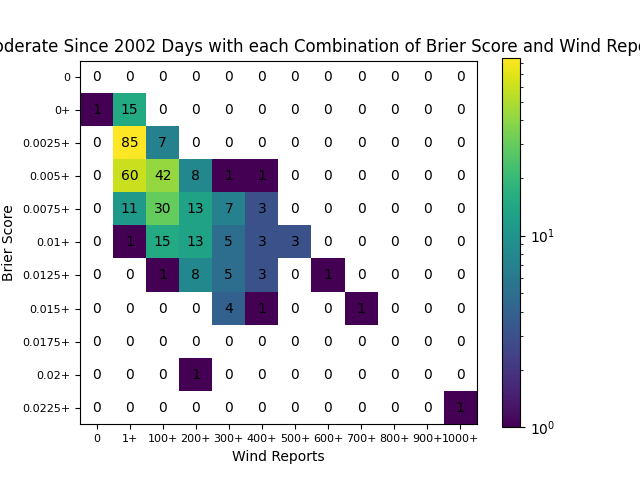 oderate Since 2002 Days with each Combination of Brier Score and Wind Repo
0 0 0 0 0 0 0 0 0 0 0 0 0
0+ 1 15 0 0 0 0 0 0 0 0 0 0
0.0025+ 0 85 7 0 0 0 0 0 0 0 0 0
0.005+ 0 60 42 8 1 1 0 0 0 0 0 0
0.0075+ 0 11 30 13 7 3 0 0 0 0 0 0
0.01+ 0 1 15 13 5 3 3 0 0 0 0 0
0.0125+ 0 0 1 8 5 3 0 1 0 0 0 0
0.015+ 0 0 0 0 4 1 0 0 1 0 0 0
0.0175+ 0 0 0 0 0 0 0 0 0 0 0 0
0.02+ 0 0 0 1 0 0 0 0 0 0 0 0
0.0225+ 0 0 0 0 0 0 0 0 0 0 0 1
0 1+ 100+ 200+ 300+ 400+ 500+ 600+ 700+ 800+ 900+ 1000+
Wind Reports
Brier Score
10¹
10⁰